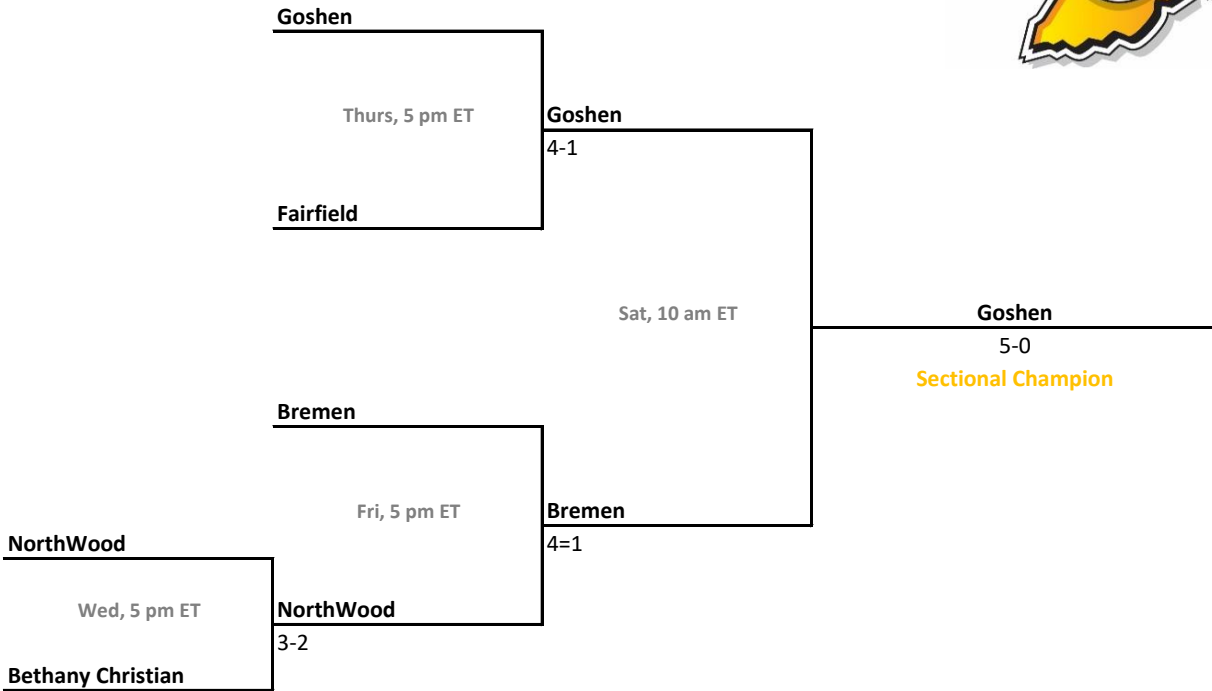 Goshen
Thurs, 5 pm ET
Goshen
4-1
Fairfield
Sat, 10 am ET
Goshen
5-0
Sectional Champion
Bremen
Fri, 5 pm ET
Bremen
4=1
NorthWood
Wed, 5 pm ET
NorthWood
3-2
Bethany Christian